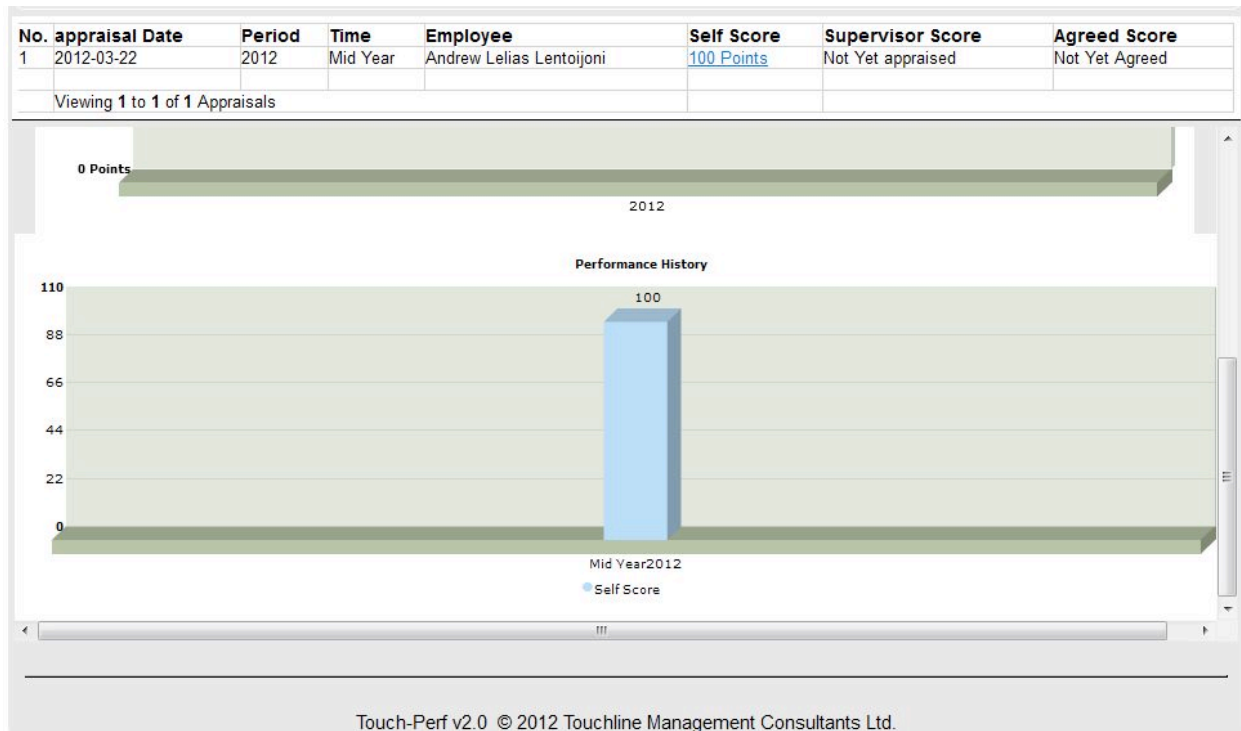 No. appraisal Date Period Time Employee Self Score Supervisor Score Agreed Score
1 2012-03-22 2012 Mid Year Andrew Lelias Lentoijoni 100 Points Not Yet appraised Not Yet Agreed
Viewing 1 to 1 of 1 Appraisals
0 Points
2012
Performance History
110
100
88
66
44
22
0
Mid Year2012
Self Score
Touch-Perf v2.0 © 2012 Touchline Management Consultants Ltd.